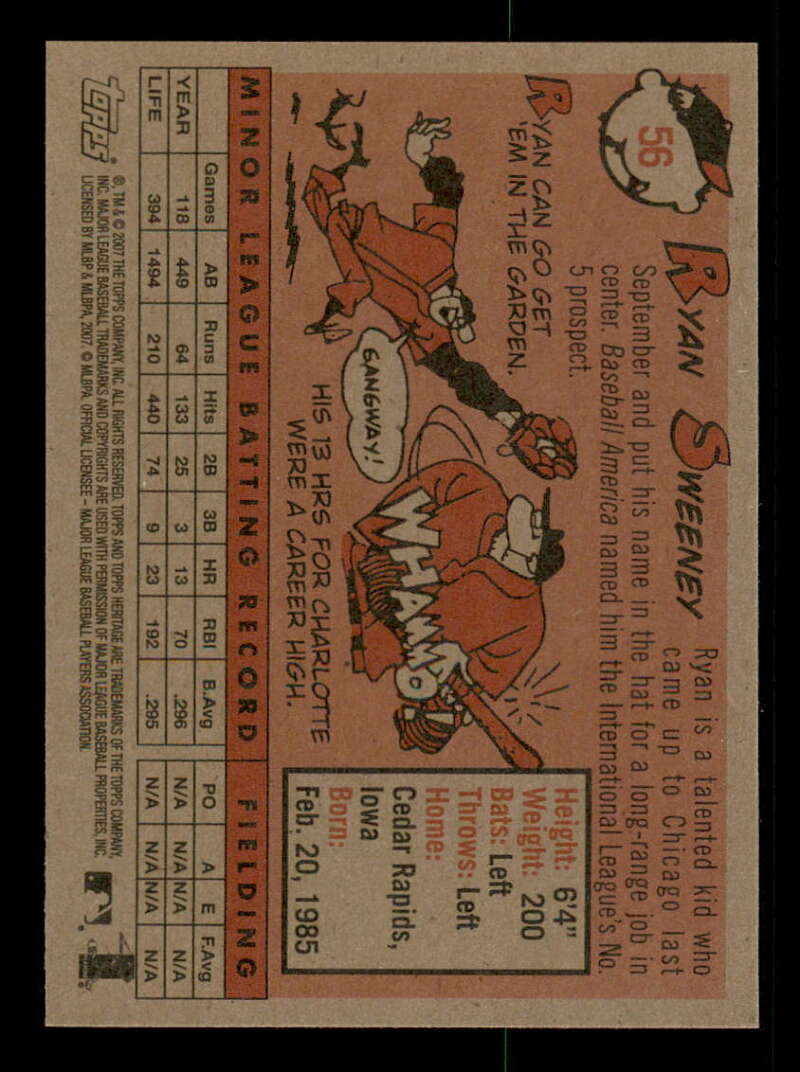 56
RYAN SWEENEY
Ryan is a talented kid who
came up to Chicago last
September and put his name in the hat for a long-range job in
center. Baseball America named him the International League's No.
5 prospect.
RYAN CAN GO GET
'EM IN THE GARDEN.
GANGWAY!
WHAMMO
HIS 13 HRS FOR CHARLOTTE
WERE A CAREER HIGH.
Height: 6'4"
Weight: 200
Bats: Left
Throws: Left
Home:
Cedar Rapids,
Iowa
Born:
Feb. 20, 1985
MINOR LEAGUE BATTING RECORD FIELDING
Games AB Runs Hits 2B 3B HR RBI B.Avg PO A E F.Avg
YEAR 118 449 64 133 25 3 13 70 .296 N/A N/A N/A N/A
LIFE 394 1494 210 440 74 9 23 192 .295 N/A N/A N/A N/A
TOPPS®
®, TM & © 2007 THE TOPPS COMPANY, INC. ALL RIGHTS RESERVED. TOPPS AND TOPPS HERITAGE ARE TRADEMARKS OF THE TOPPS COMPANY,
INC. MAJOR LEAGUE BASEBALL TRADEMARKS AND COPYRIGHTS ARE USED WITH PERMISSION OF MAJOR LEAGUE BASEBALL PROPERTIES, INC.
LICENSED BY MLBP & MLBPA, 2007. © MLBPA. OFFICIAL LICENSEE – MAJOR LEAGUE BASEBALL PLAYERS ASSOCIATION.